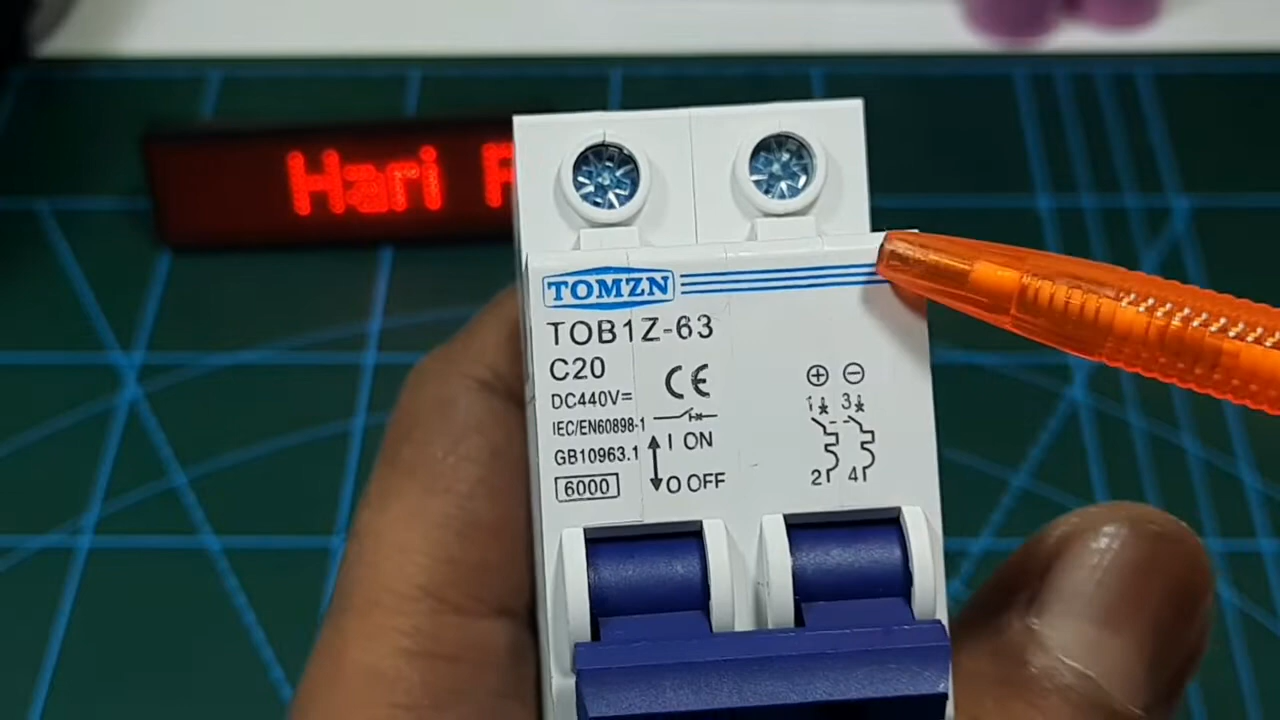 Hari
TOMZN
TOB1Z-63
C20
DC440V=
IEC/EN60898-1
GB10963.1
6000
CE
I ON
O OFF
+ −
1 3
2 4